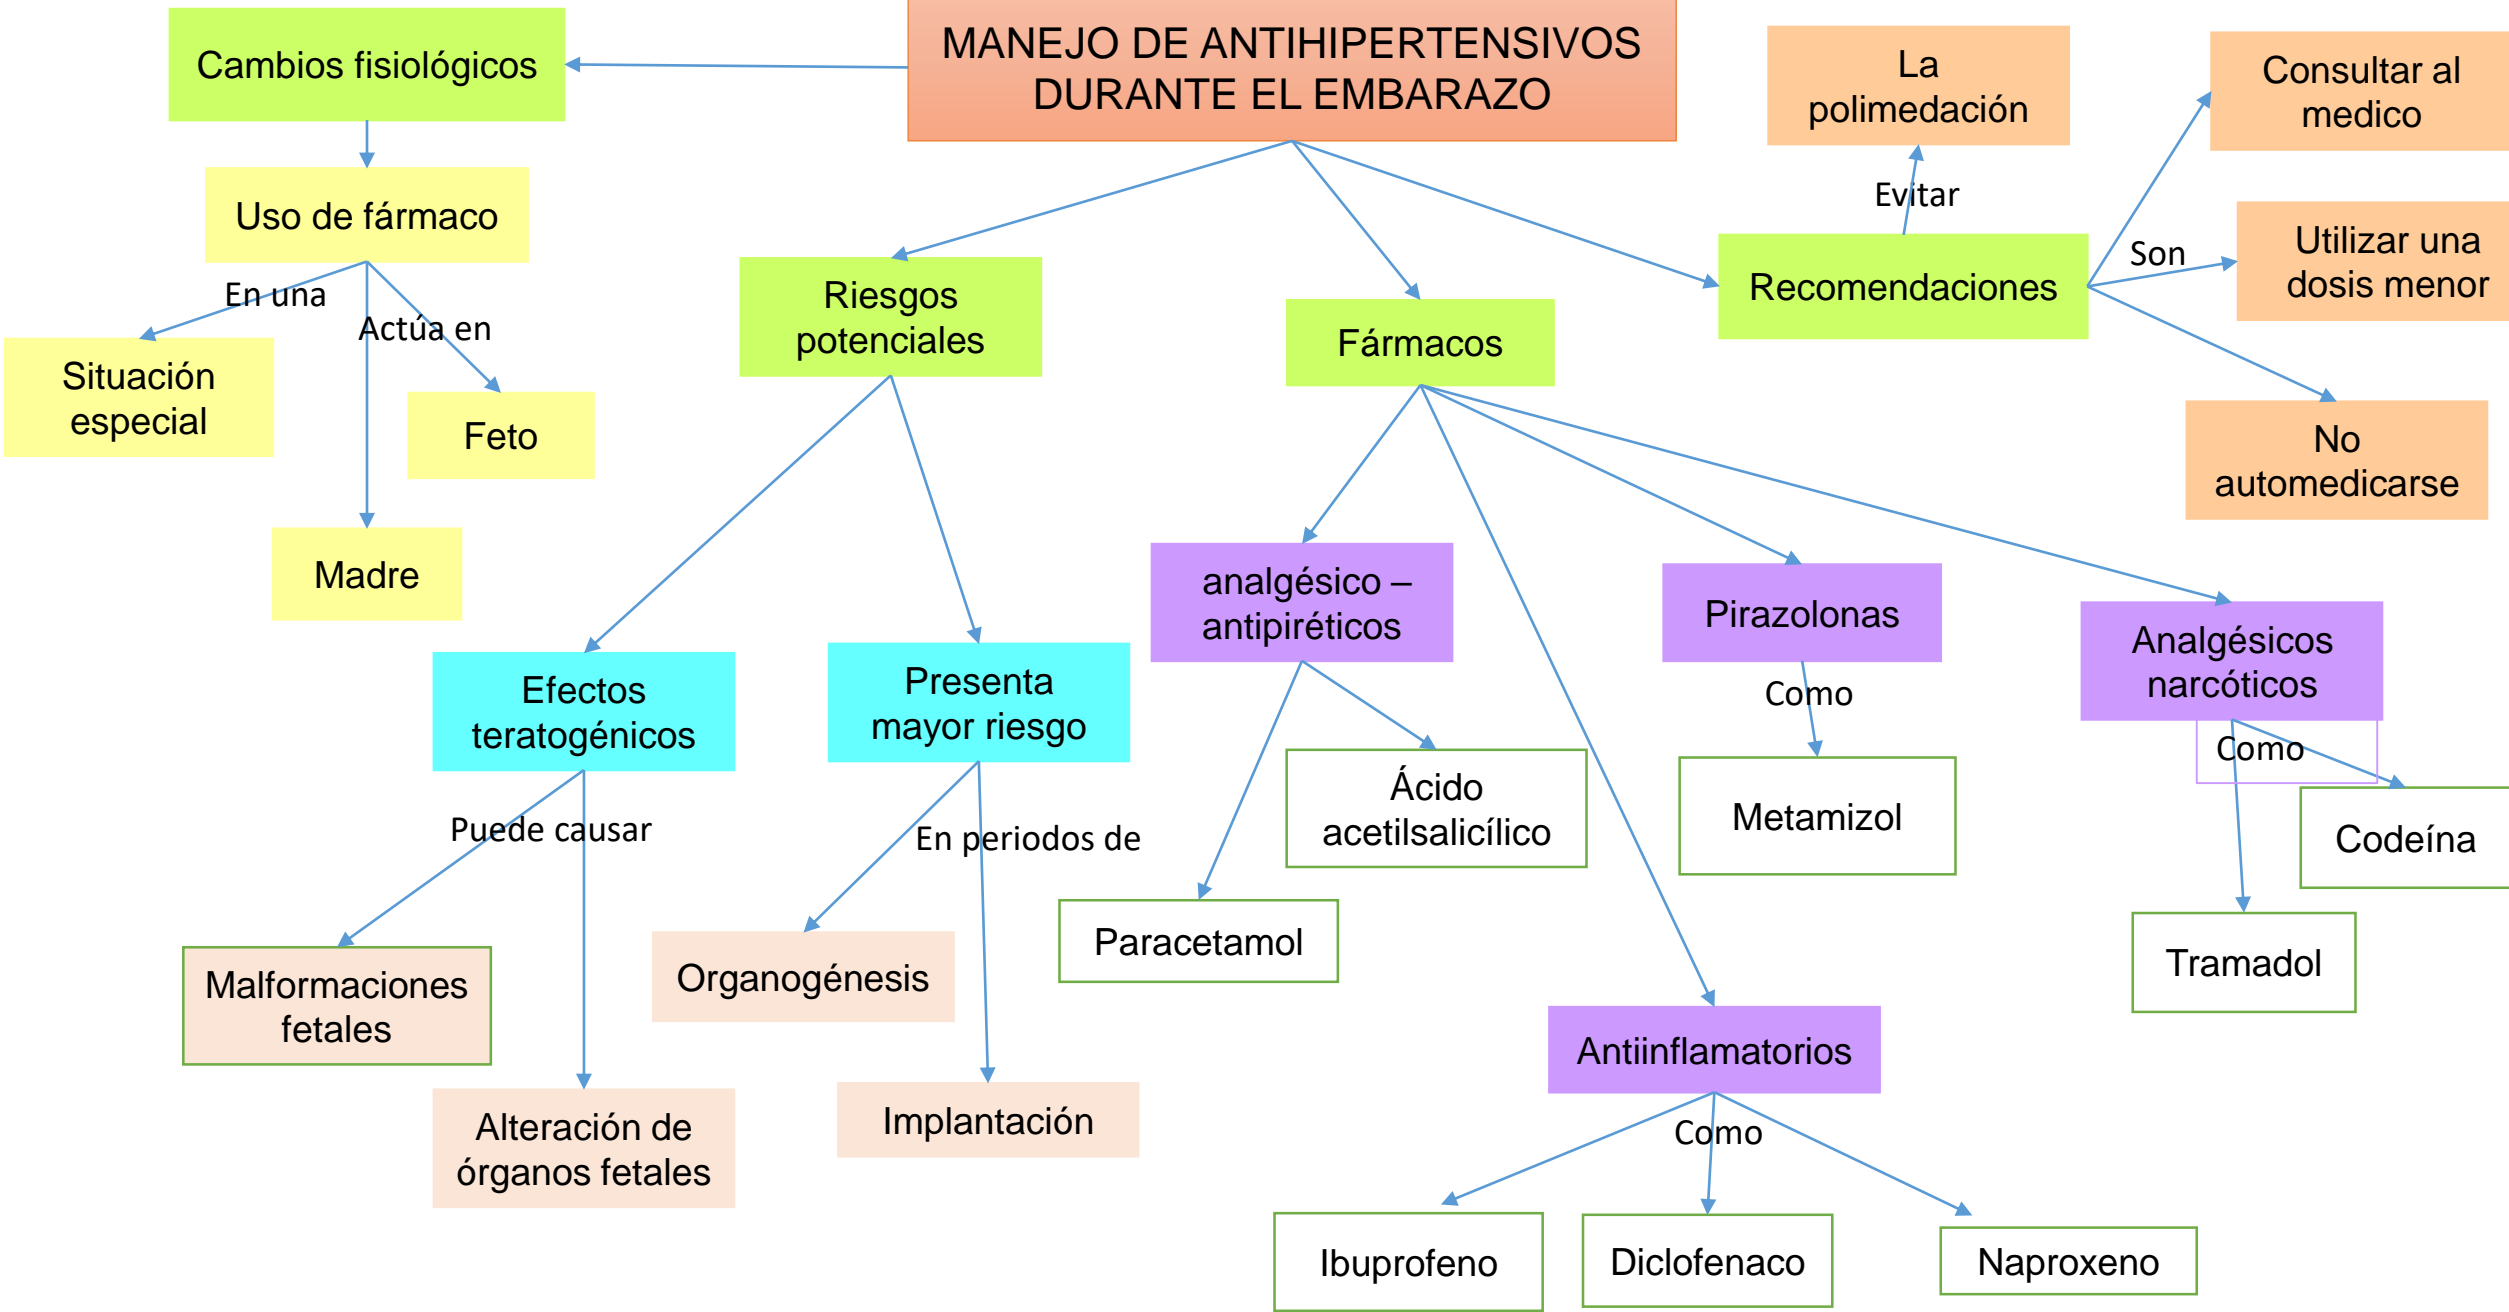 MANEJO DE ANTIHIPERTENSIVOS
DURANTE EL EMBARAZO
Cambios fisiológicos
La
polimedación
Consultar al
medico
Uso de fármaco
Evitar
Son
Utilizar una
dosis menor
Recomendaciones
En una
Actúa en
Riesgos
potenciales
Fármacos
Situación
especial
Feto
No
automedicarse
Madre
analgésico –
antipiréticos
Pirazolonas
Analgésicos
narcóticos
Efectos
teratogénicos
Presenta
mayor riesgo
Como
Como
Ácido
acetilsalicílico
Metamizol
Codeína
Puede causar
En periodos de
Paracetamol
Tramadol
Malformaciones
fetales
Organogénesis
Antiinflamatorios
Alteración de
órganos fetales
Implantación
Como
Ibuprofeno
Diclofenaco
Naproxeno